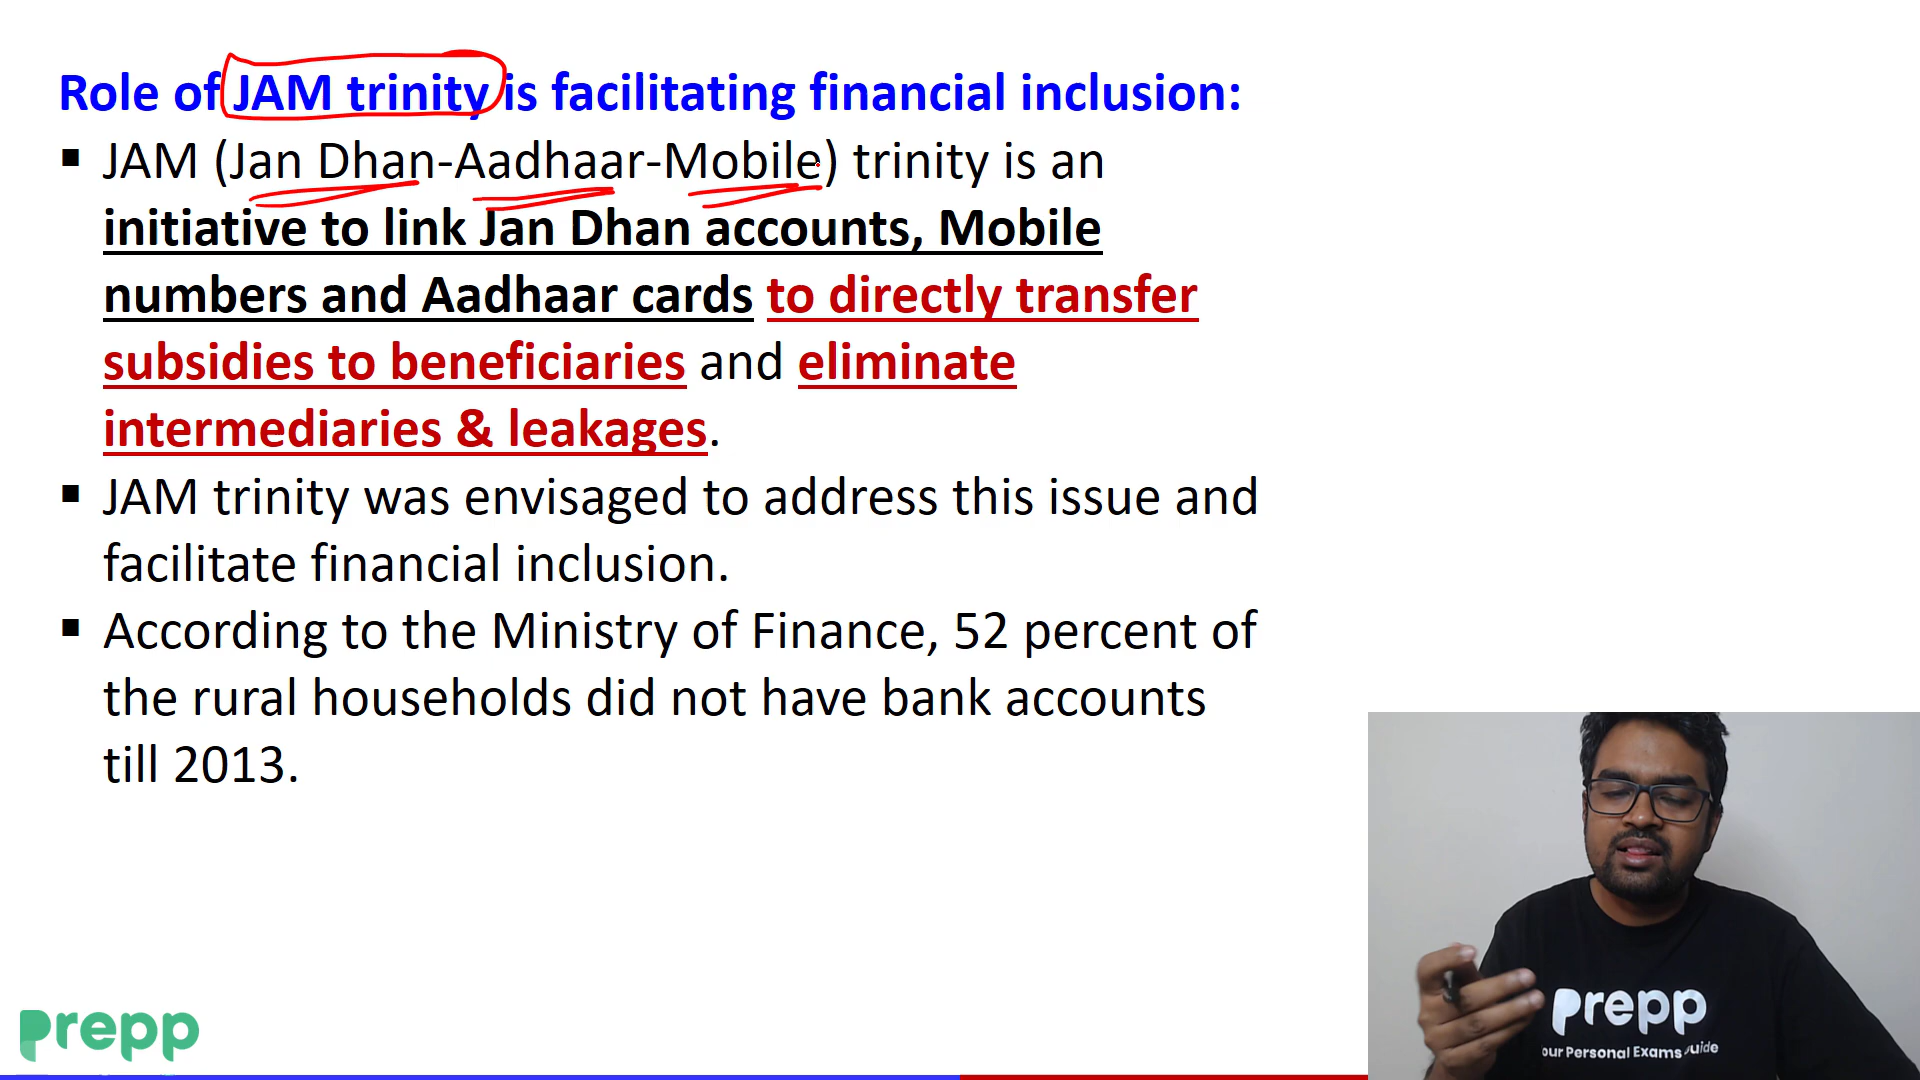 Role of JAM trinity is facilitating financial inclusion:
▪ JAM (Jan Dhan-Aadhaar-Mobile) trinity is an
initiative to link Jan Dhan accounts, Mobile
numbers and Aadhaar cards to directly transfer
subsidies to beneficiaries and eliminate
intermediaries & leakages.
▪ JAM trinity was envisaged to address this issue and
facilitate financial inclusion.
▪ According to the Ministry of Finance, 52 percent of
the rural households did not have bank accounts
till 2013.
prepp
prepp
our Personal Exams uide